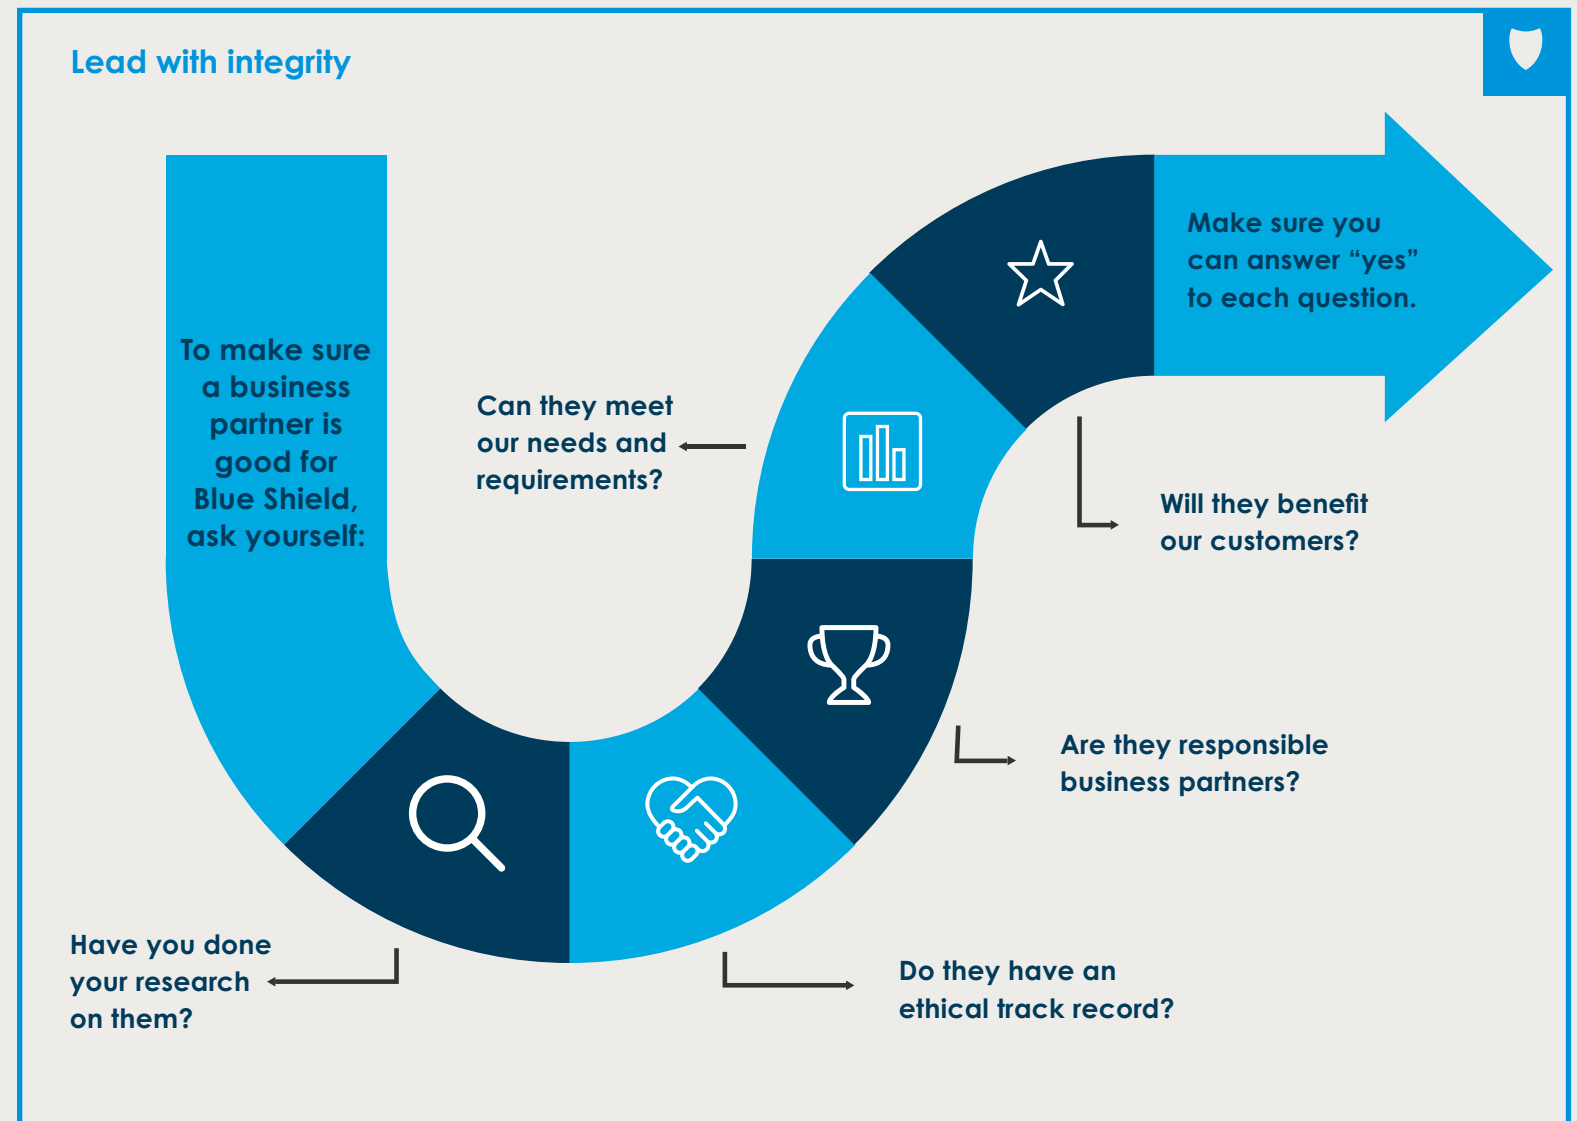 Lead with integrity
To make sure
a business
partner is
good for
Blue Shield,
ask yourself:
Have you done
your research
on them?
Do they have an
ethical track record?
Are they responsible
business partners?
Can they meet
our needs and
requirements?
Will they benefit
our customers?
Make sure you
can answer “yes”
to each question.